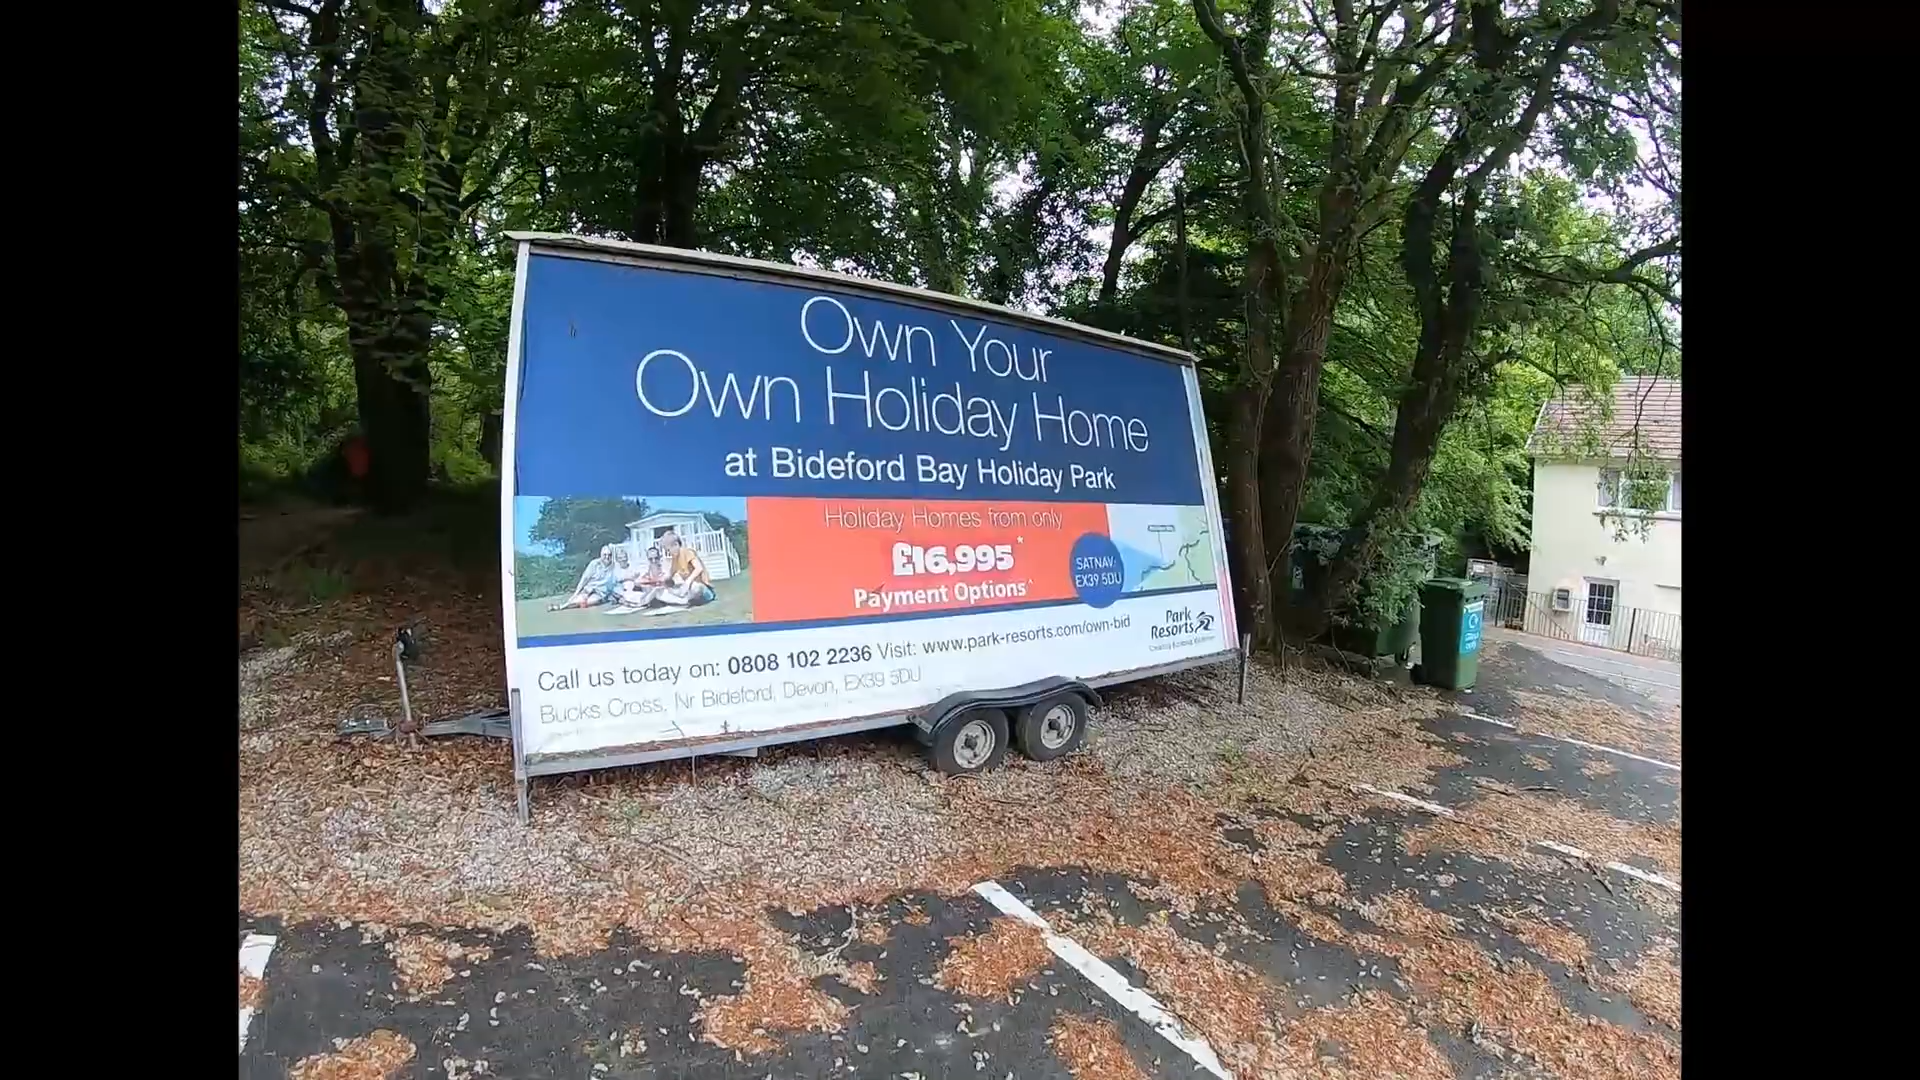 Own Your
Own Holiday Home
at Bideford Bay Holiday Park
Holiday Homes from only
£16,995*
Payment Options^
SATNAV:
EX39 5DU
Park
Resorts
Call us today on: 0808 102 2236 Visit: www.park-resorts.com/own-bid
Bucks Cross, Nr Bideford, Devon, EX39 5DU